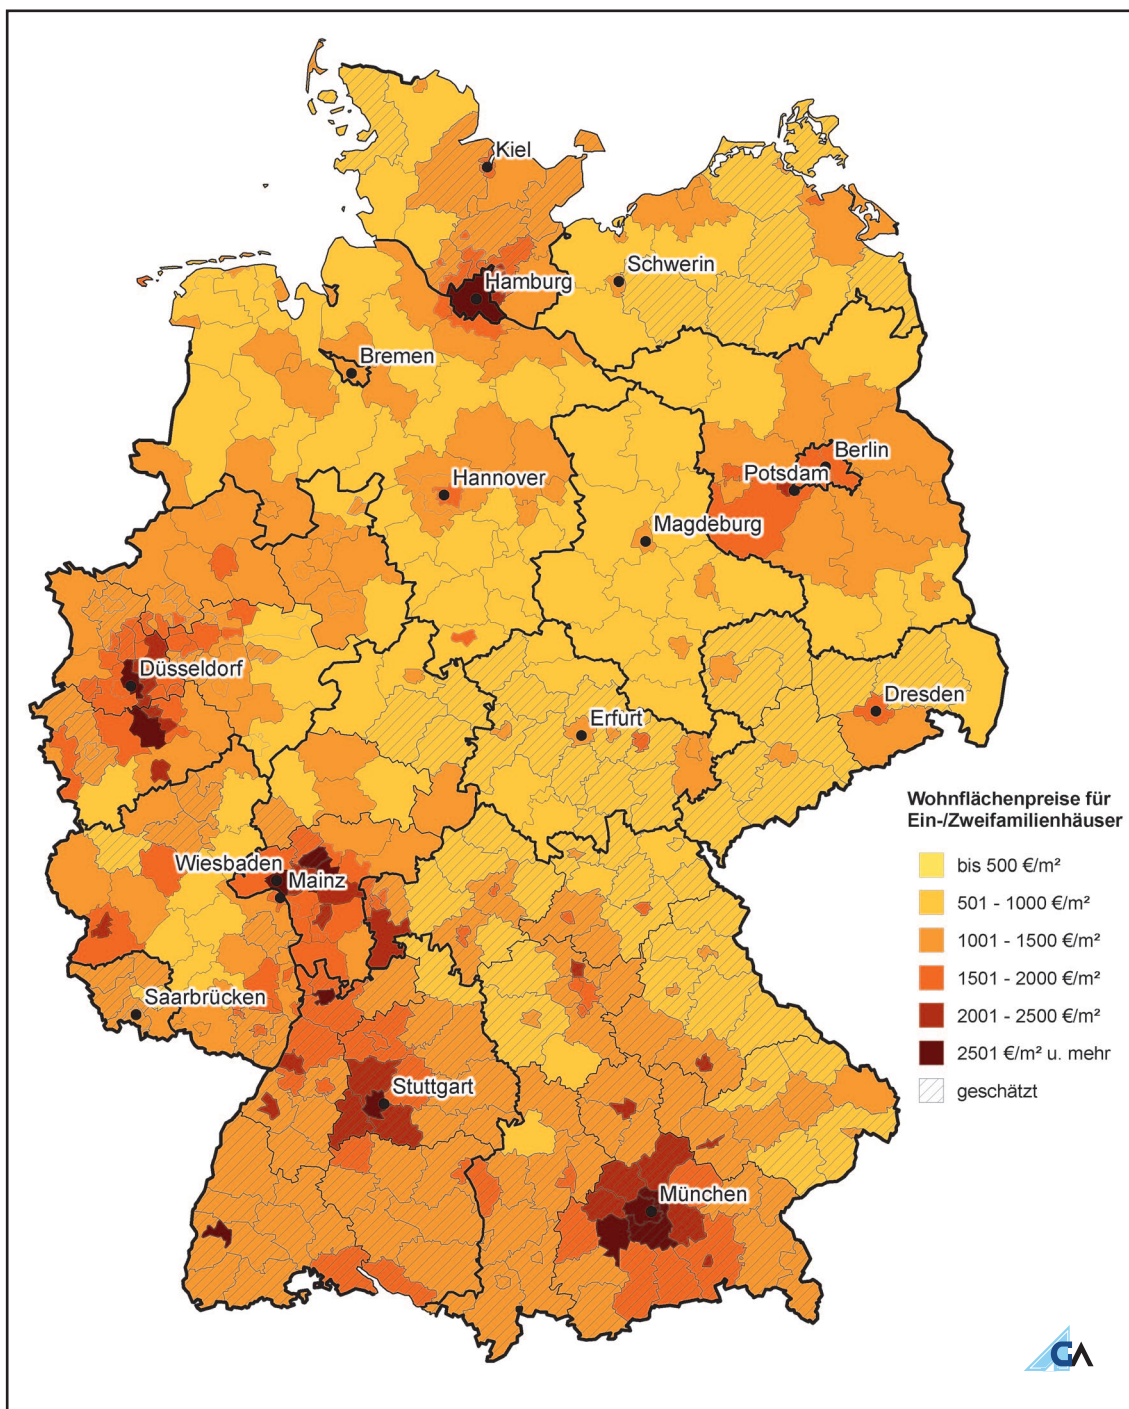 Kiel
Schwerin
Hamburg
Bremen
Berlin
Potsdam
Hannover
Magdeburg
Düsseldorf
Dresden
Erfurt
Wohnflächenpreise für
Ein-/Zweifamilienhäuser
bis 500 €/m²
501 - 1000 €/m²
1001 - 1500 €/m²
1501 - 2000 €/m²
2001 - 2500 €/m²
2501 €/m² u. mehr
geschätzt
Wiesbaden
Mainz
Saarbrücken
Stuttgart
München
GA